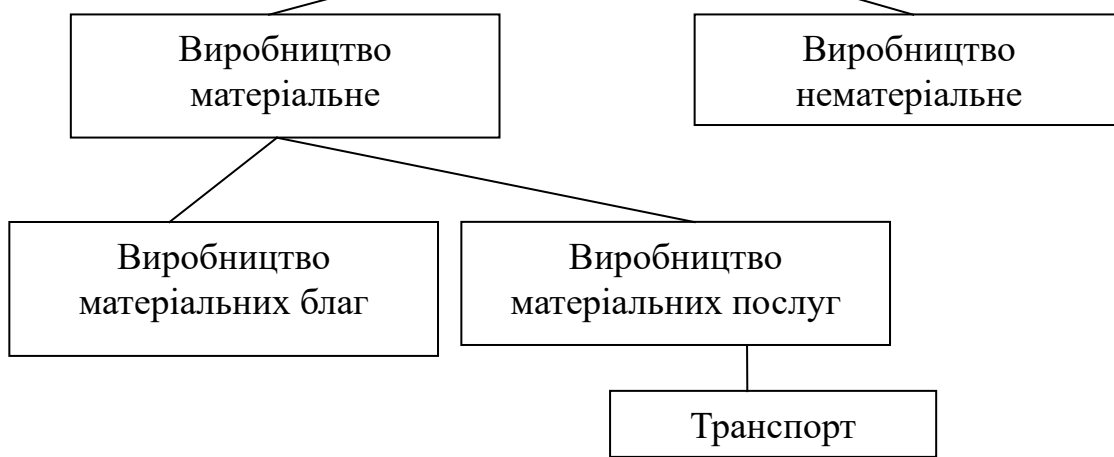 Виробництво
матеріальне
Виробництво
нематеріальне
Виробництво
матеріальних благ
Виробництво
матеріальних послуг
Транспорт